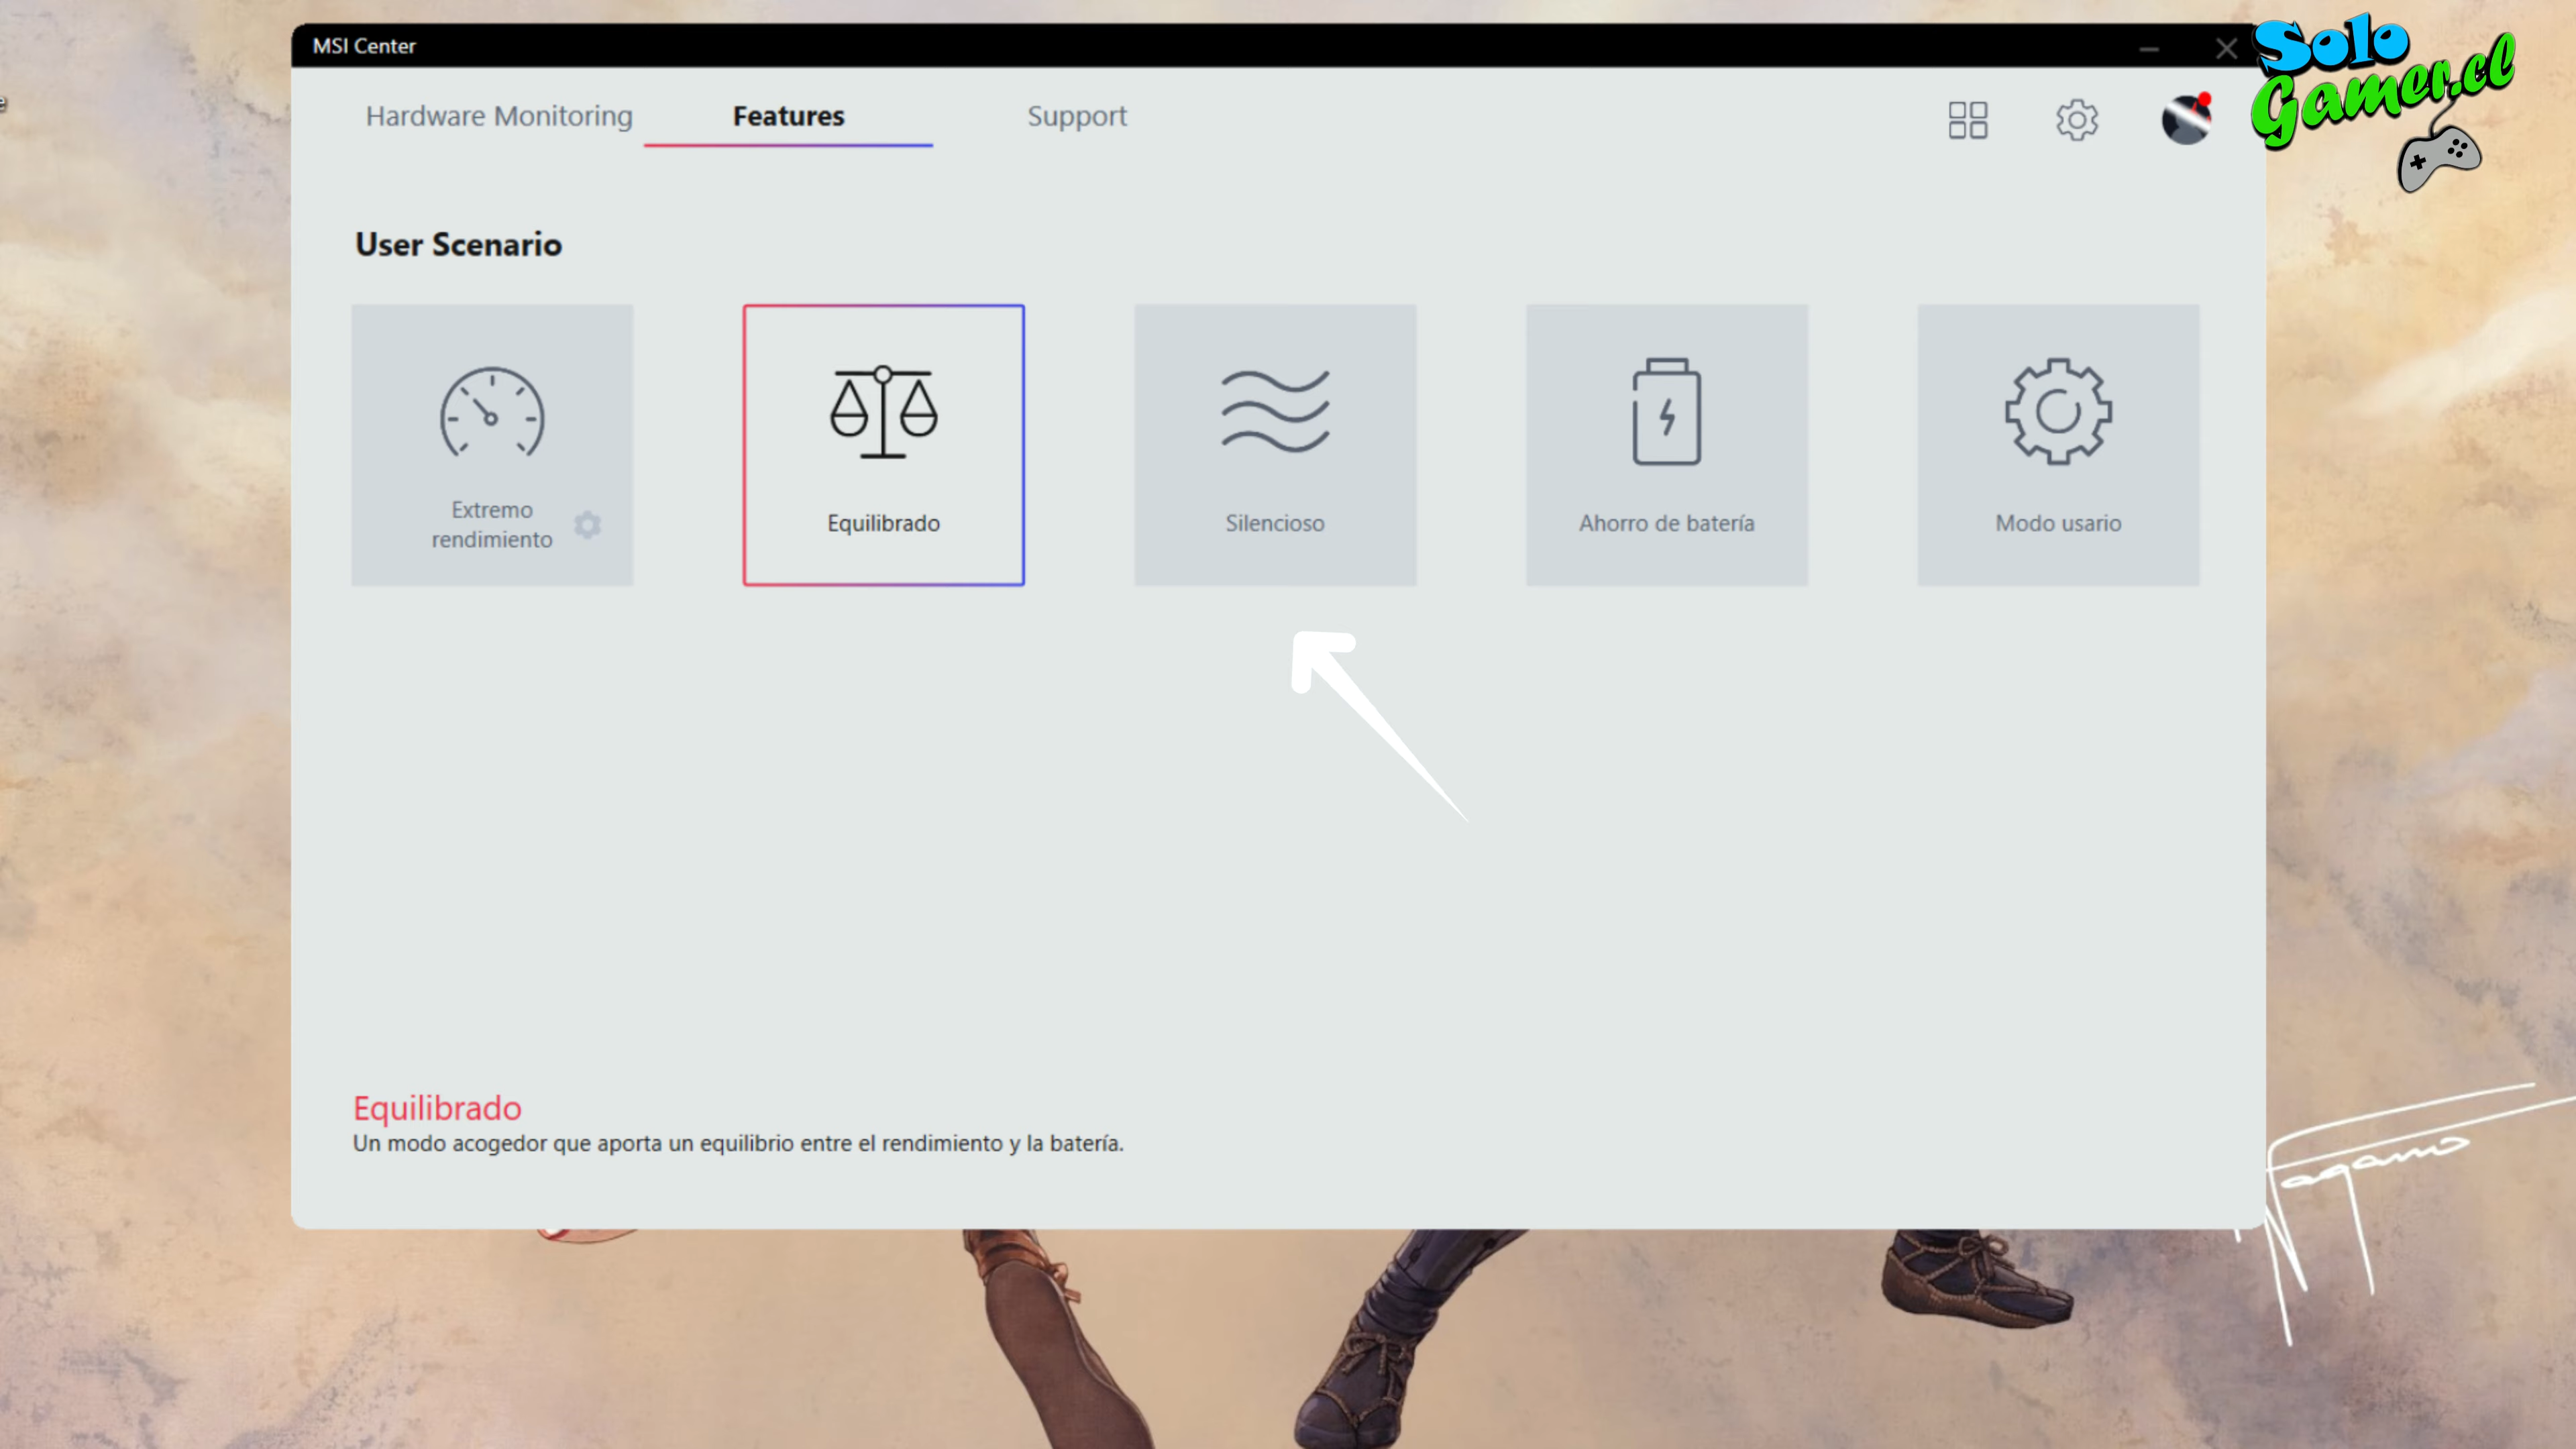 MSI Center
Solo
Gamer.cl
Hardware Monitoring
Features
Support
User Scenario
Extremo
rendimiento
Equilibrado
Silencioso
Ahorro de batería
Modo usario
Equilibrado
Un modo acogedor que aporta un equilibrio entre el rendimiento y la batería.